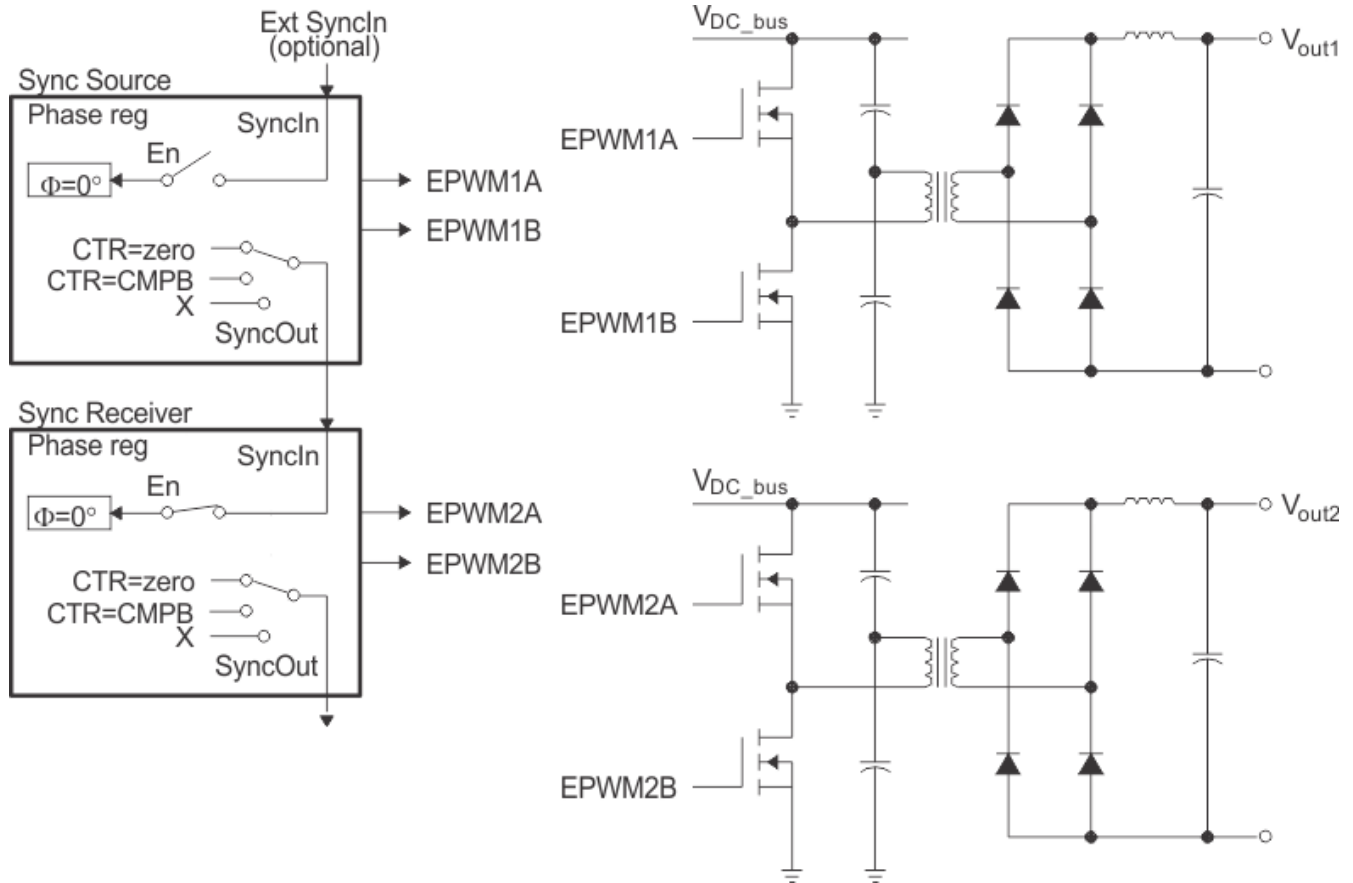 Ext SyncIn
(optional)
Sync Source
Phase reg
SyncIn
En
Φ=0°
EPWM1A
EPWM1B
CTR=zero
CTR=CMPB
X
SyncOut
Sync Receiver
Phase reg
SyncIn
En
Φ=0°
EPWM2A
EPWM2B
CTR=zero
CTR=CMPB
X
SyncOut
VDC_bus
Vout1
EPWM1A
EPWM1B
VDC_bus
Vout2
EPWM2A
EPWM2B